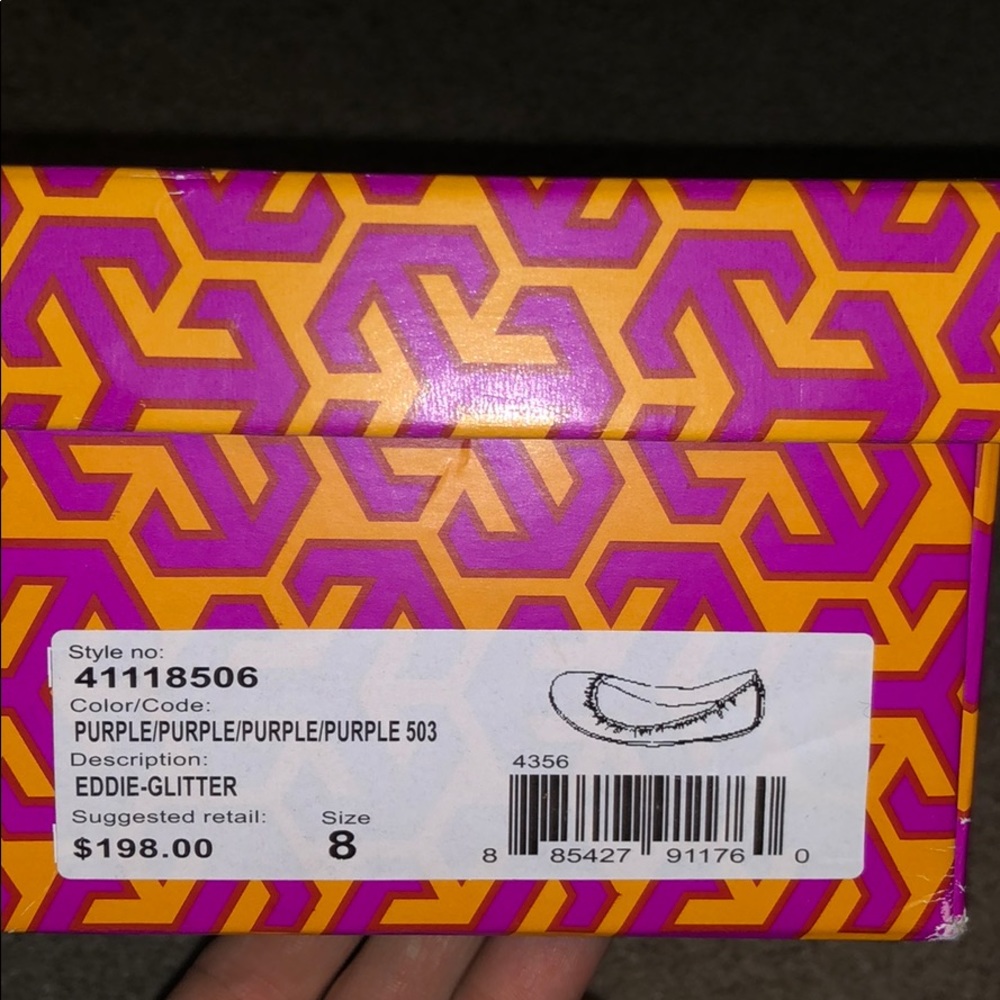 Style no:
41118506
Color/Code:
PURPLE/PURPLE/PURPLE/PURPLE 503
Description:
EDDIE-GLITTER
Suggested retail: Size
$198.00 8
4356
8 85427 91176 0